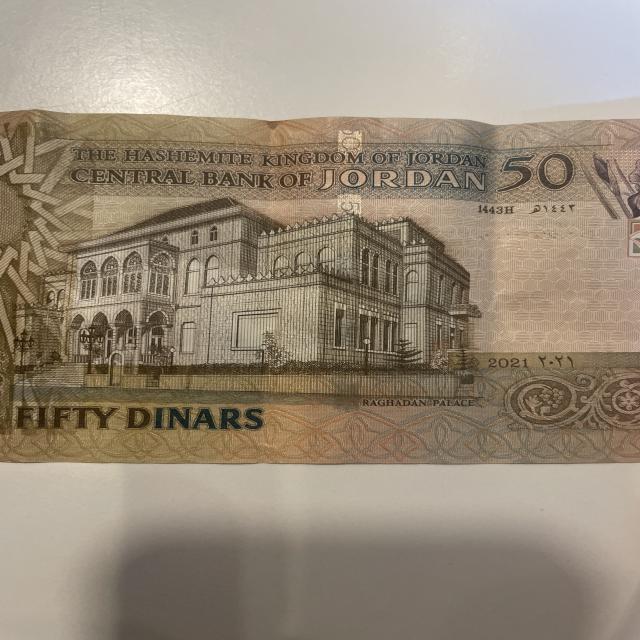 THE HASHEMITE KINGDOM OF JORDAN
CENTRAL BANK OF JORDAN
50
1443H ١٤٤٣هـ
2021 ٢٠٢١
RAGHADAN PALACE
FIFTY DINARS